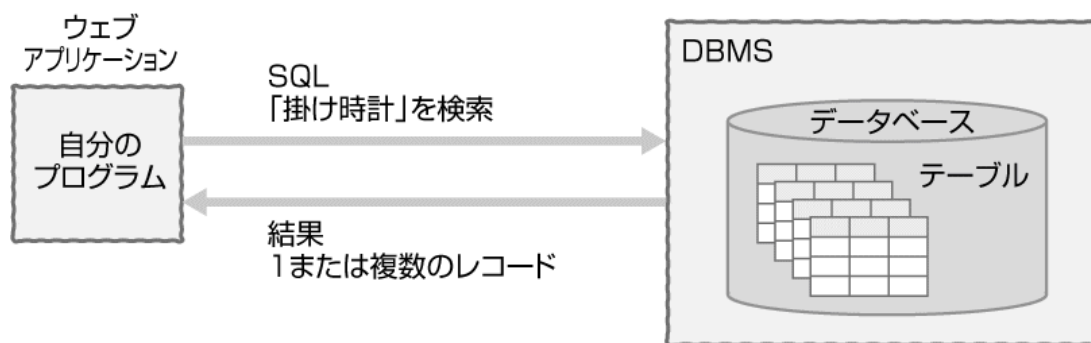 ウェブ
アプリケーション
自分の
プログラム
SQL
「掛け時計」を検索
結果
1または複数のレコード
DBMS
データベース
テーブル